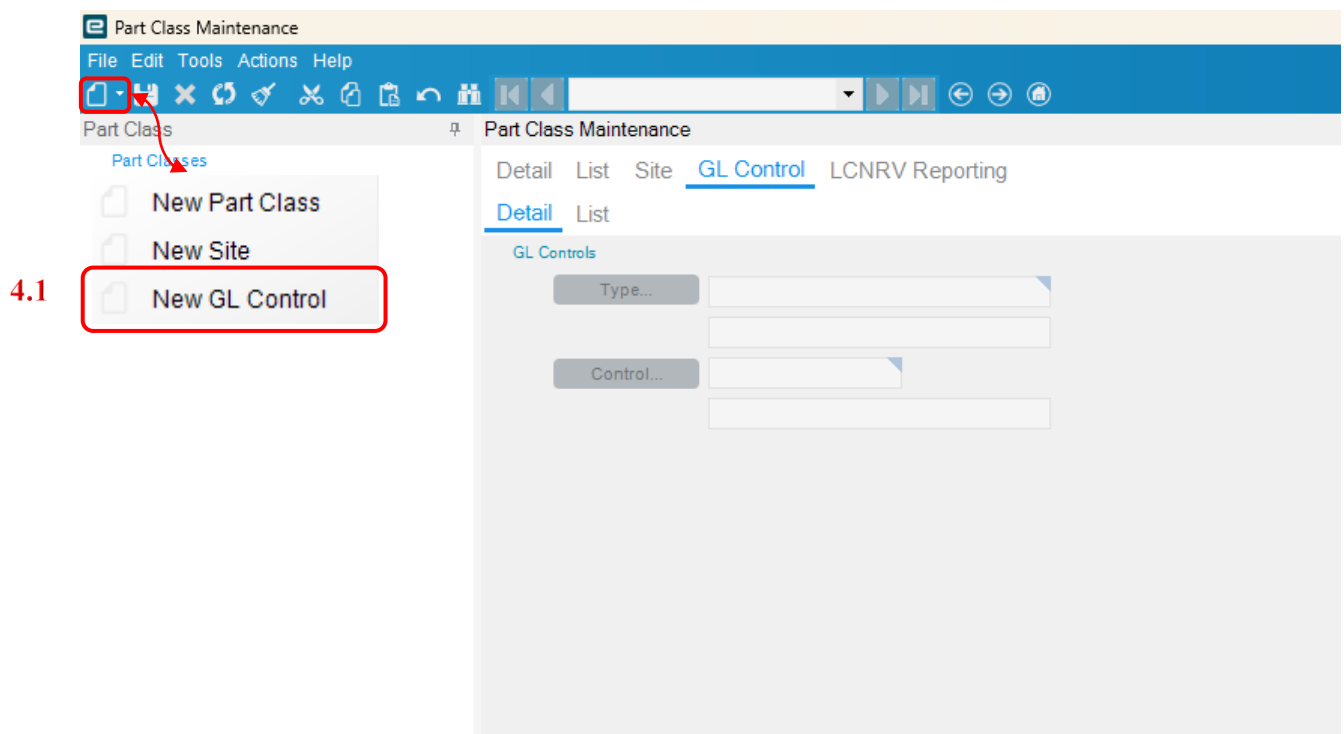 Part Class Maintenance
File Edit Tools Actions Help
Part Class
Part Classes
New Part Class
New Site
4.1
New GL Control
Part Class Maintenance
Detail List Site GL Control LCNRV Reporting
Detail List
GL Controls
Type...
Control...